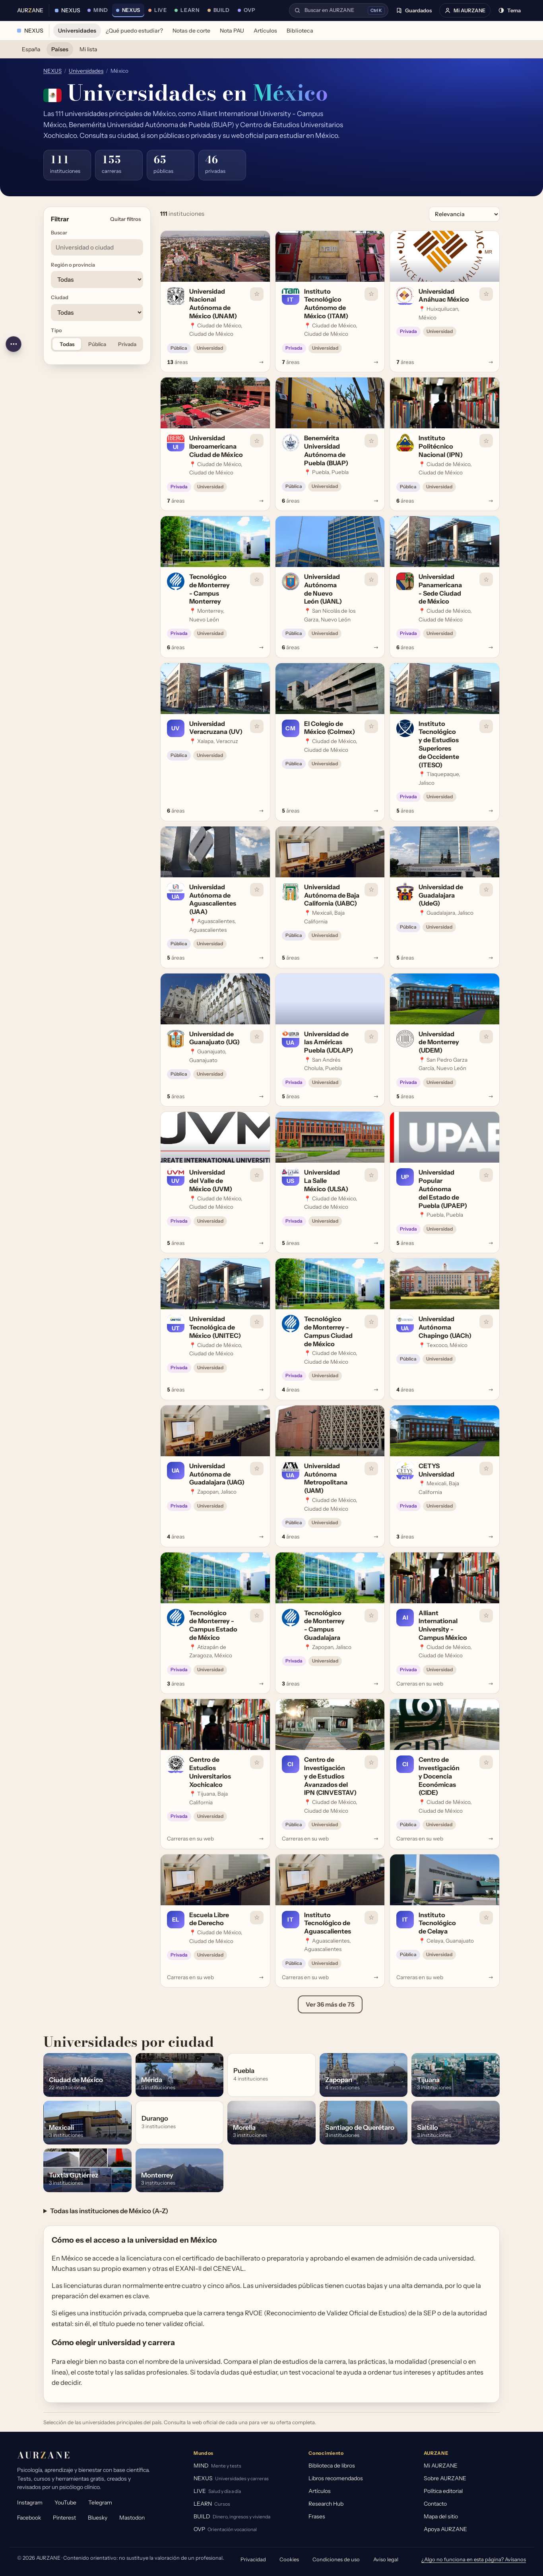 AURZANE
NEXUS
MIND
NEXUS
LIVE
LEARN
BUILD
OVP
Buscar en AURZANE
Ctrl K
Guardados
Mi AURZANE
Tema
NEXUS
Universidades
¿Qué puedo estudiar?
Notas de corte
Nota PAU
Artículos
Biblioteca
España
Países
Mi lista
NEXUS / Universidades / México
Universidades en México
Las 111 universidades principales de México, como Alliant International University - Campus
México, Benemérita Universidad Autónoma de Puebla (BUAP) y Centro de Estudios Universitarios
Xochicalco. Consulta su ciudad, si son públicas o privadas y su web oficial para estudiar en México.
111
instituciones
155
carreras
65
públicas
46
privadas
Filtrar
Quitar filtros
Buscar
Universidad o ciudad
Región o provincia
Todas
Ciudad
Todas
Tipo
Todas
Pública
Privada
111 instituciones
Relevancia
Universidad
Nacional
Autónoma de
México (UNAM)
Ciudad de México,
Ciudad de México
Pública
Universidad
13 áreas
→
IT
Instituto
Tecnológico
Autónomo de
México (ITAM)
Ciudad de México,
Ciudad de México
Privada
Universidad
7 áreas
→
Universidad
Anáhuac México
Huixquilucan,
México
Privada
Universidad
7 áreas
→
UI
Universidad
Iberoamericana
Ciudad de México
Ciudad de México,
Ciudad de México
Privada
Universidad
7 áreas
→
Benemérita
Universidad
Autónoma de
Puebla (BUAP)
Puebla, Puebla
Pública
Universidad
6 áreas
→
Instituto
Politécnico
Nacional (IPN)
Ciudad de México,
Ciudad de México
Pública
Universidad
6 áreas
→
Tecnológico
de Monterrey
- Campus
Monterrey
Monterrey,
Nuevo León
Privada
Universidad
6 áreas
→
Universidad
Autónoma
de Nuevo
León (UANL)
San Nicolás de los
Garza, Nuevo León
Pública
Universidad
6 áreas
→
Universidad
Panamericana
- Sede Ciudad
de México
Ciudad de México,
Ciudad de México
Privada
Universidad
6 áreas
→
UV
Universidad
Veracruzana (UV)
Xalapa, Veracruz
Pública
Universidad
6 áreas
→
CM
El Colegio de
México (Colmex)
Ciudad de México,
Ciudad de México
Pública
Universidad
5 áreas
→
Instituto
Tecnológico
y de Estudios
Superiores
de Occidente
(ITESO)
Tlaquepaque,
Jalisco
Privada
Universidad
5 áreas
→
UA
Universidad
Autónoma de
Aguascalientes
(UAA)
Aguascalientes,
Aguascalientes
Pública
Universidad
5 áreas
→
Universidad
Autónoma de Baja
California (UABC)
Mexicali, Baja
California
Pública
Universidad
5 áreas
→
Universidad de
Guadalajara
(UdeG)
Guadalajara, Jalisco
Pública
Universidad
5 áreas
→
Universidad de
Guanajuato (UG)
Guanajuato,
Guanajuato
Pública
Universidad
5 áreas
→
UA
Universidad de
las Américas
Puebla (UDLAP)
San Andrés
Cholula, Puebla
Privada
Universidad
5 áreas
→
Universidad
de Monterrey
(UDEM)
San Pedro Garza
García, Nuevo León
Privada
Universidad
5 áreas
→
UVM
UV
Universidad
del Valle de
México (UVM)
Ciudad de México,
Ciudad de México
Privada
Universidad
5 áreas
→
US
Universidad
La Salle
México (ULSA)
Ciudad de México,
Ciudad de México
Privada
Universidad
5 áreas
→
UPAEP
UP
Universidad
Popular
Autónoma
del Estado de
Puebla (UPAEP)
Puebla, Puebla
Privada
Universidad
5 áreas
→
UT
Universidad
Tecnológica de
México (UNITEC)
Ciudad de México,
Ciudad de México
Privada
Universidad
5 áreas
→
Tecnológico
de Monterrey -
Campus Ciudad
de México
Ciudad de México,
Ciudad de México
Privada
Universidad
4 áreas
→
UA
Universidad
Autónoma
Chapingo (UACh)
Texcoco, México
Pública
Universidad
4 áreas
→
UA
Universidad
Autónoma de
Guadalajara (UAG)
Zapopan, Jalisco
Privada
Universidad
4 áreas
→
UA
Universidad
Autónoma
Metropolitana
(UAM)
Ciudad de México,
Ciudad de México
Pública
Universidad
4 áreas
→
CETYS
Universidad
Mexicali, Baja
California
Privada
Universidad
3 áreas
→
Tecnológico
de Monterrey -
Campus Estado
de México
Atizapán de
Zaragoza, México
Privada
Universidad
3 áreas
→
Tecnológico
de Monterrey
- Campus
Guadalajara
Zapopan, Jalisco
Privada
Universidad
3 áreas
→
AI
Alliant
International
University -
Campus México
Ciudad de México,
Ciudad de México
Privada
Universidad
Carreras en su web
→
Centro de
Estudios
Universitarios
Xochicalco
Tijuana, Baja
California
Privada
Universidad
Carreras en su web
→
CI
Centro de
Investigación
y de Estudios
Avanzados del
IPN (CINVESTAV)
Ciudad de México,
Ciudad de México
Pública
Universidad
Carreras en su web
→
CIDE
CI
Centro de
Investigación
y Docencia
Económicas
(CIDE)
Ciudad de México,
Ciudad de México
Pública
Universidad
Carreras en su web
→
EL
Escuela Libre
de Derecho
Ciudad de México,
Ciudad de México
Privada
Universidad
Carreras en su web
→
IT
Instituto
Tecnológico de
Aguascalientes
Aguascalientes,
Aguascalientes
Pública
Universidad
Carreras en su web
→
IT
Instituto
Tecnológico
de Celaya
Celaya, Guanajuato
Pública
Universidad
Carreras en su web
→
Ver 36 más de 75
Universidades por ciudad
Ciudad de México
22 instituciones
Mérida
5 instituciones
Puebla
4 instituciones
Zapopan
4 instituciones
Tijuana
3 instituciones
Mexicali
3 instituciones
Durango
3 instituciones
Morelia
3 instituciones
Santiago de Querétaro
3 instituciones
Saltillo
3 instituciones
Tuxtla Gutiérrez
3 instituciones
Monterrey
3 instituciones
Todas las instituciones de México (A-Z)
Cómo es el acceso a la universidad en México
En México se accede a la licenciatura con el certificado de bachillerato o preparatoria y aprobando el examen de admisión de cada universidad.
Muchas usan su propio examen y otras el EXANI-II del CENEVAL.
Las licenciaturas duran normalmente entre cuatro y cinco años. Las universidades públicas tienen cuotas bajas y una alta demanda, por lo que la
preparación del examen es clave.
Si eliges una institución privada, comprueba que la carrera tenga RVOE (Reconocimiento de Validez Oficial de Estudios) de la SEP o de la autoridad
estatal: sin él, el título puede no tener validez oficial.
Cómo elegir universidad y carrera
Para elegir bien no basta con el nombre de la universidad. Compara el plan de estudios de la carrera, las prácticas, la modalidad (presencial o en
línea), el coste total y las salidas profesionales. Si todavía dudas qué estudiar, un test vocacional te ayuda a ordenar tus intereses y aptitudes antes
de decidir.
Selección de las universidades principales del país. Consulta la web oficial de cada una para ver su oferta completa.
AURZANE
Psicología, aprendizaje y bienestar con base científica.
Tests, cursos y herramientas gratis, creados y
revisados por un psicólogo clínico.
Instagram
YouTube
Telegram
Facebook
Pinterest
Bluesky
Mastodon
Mundos
MIND Mente y tests
NEXUS Universidades y carreras
LIVE Salud y día a día
LEARN Cursos
BUILD Dinero, ingresos y vivienda
OVP Orientación vocacional
Conocimiento
Biblioteca de libros
Libros recomendados
Artículos
Research Hub
Frases
AURZANE
Mi AURZANE
Sobre AURZANE
Política editorial
Contacto
Mapa del sitio
Apoya AURZANE
© 2026 AURZANE · Contenido orientativo: no sustituye la valoración de un profesional.
Privacidad
Cookies
Condiciones de uso
Aviso legal
¿Algo no funciona en esta página? Avísanos